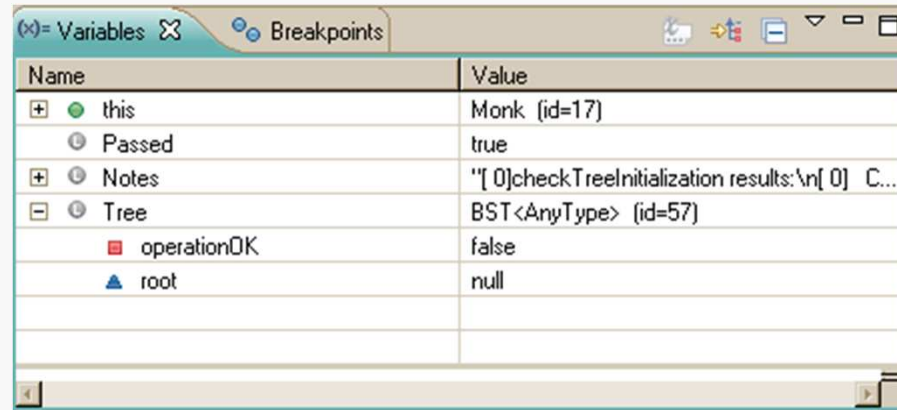 (x)= Variables Breakpoints
Name Value
this Monk (id=17)
L Passed true
L Notes "[ 0]checkTreeInitialization results:\n[ 0] C...
L Tree BST<AnyType> (id=57)
operationOK false
root null